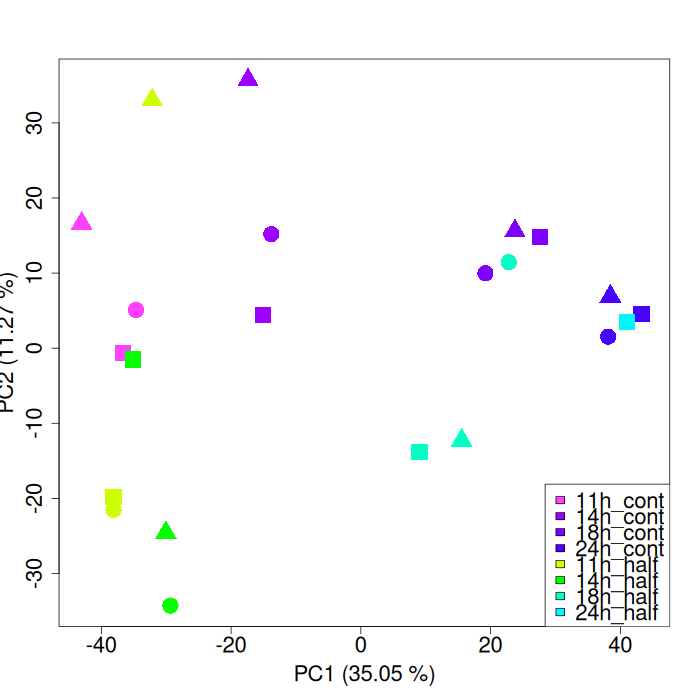 30
20
10
0
-10
-20
-30
PC2 (11.27 %)
11h_cont
14h_cont
18h_cont
24h_cont
11h_half
14h_half
18h_half
24h_half
-40 -20 0 20 40
PC1 (35.05 %)